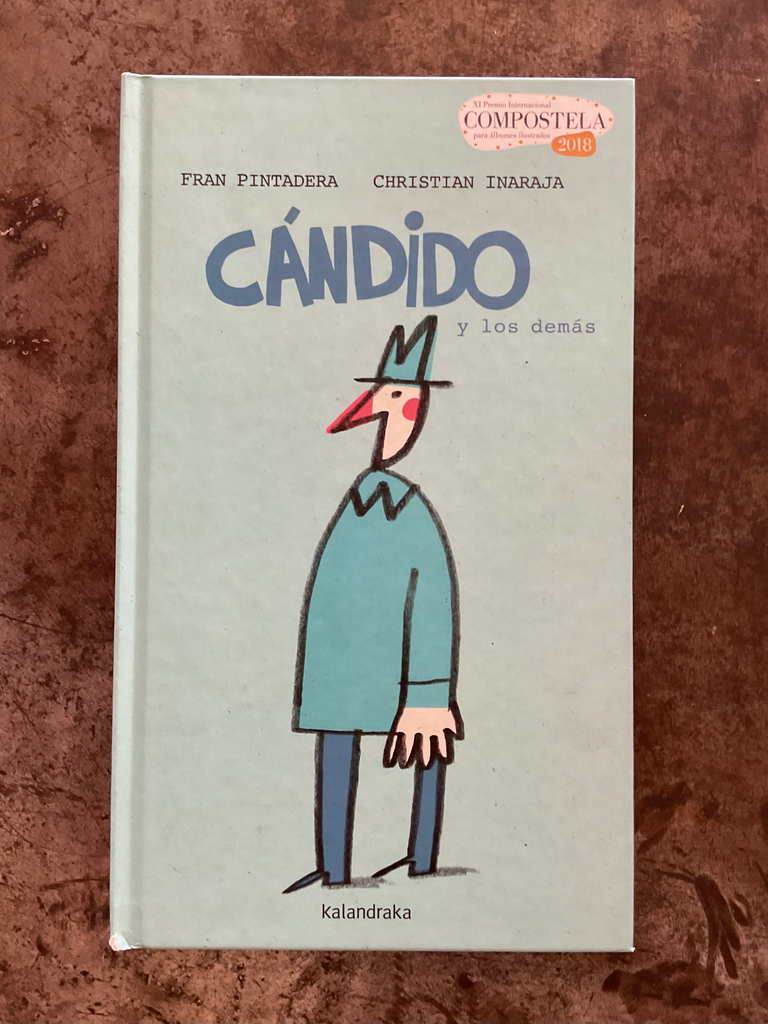 XI Premio Internacional
COMPOSTELA
para álbumes ilustrados
2018
FRAN PINTADERA CHRISTIAN INARAJA
CÁNDiDO
y los demás
kalandraka